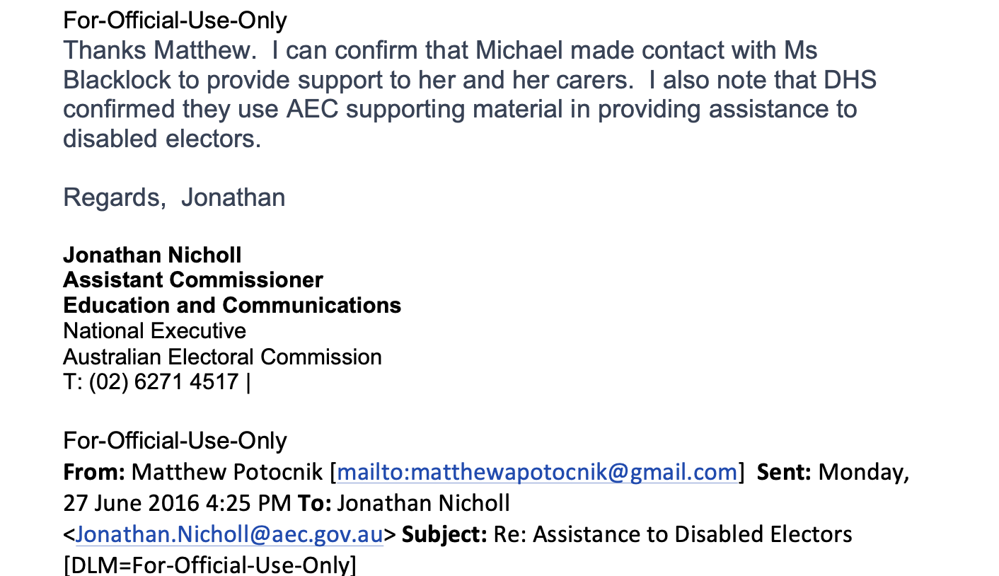 For-Official-Use-Only
Thanks Matthew.  I can confirm that Michael made contact with Ms
Blacklock to provide support to her and her carers.  I also note that DHS
confirmed they use AEC supporting material in providing assistance to
disabled electors.
Regards,  Jonathan
Jonathan Nicholl
Assistant Commissioner
Education and Communications
National Executive
Australian Electoral Commission
T: (02) 6271 4517 |
For-Official-Use-Only
From: Matthew Potocnik [mailto:matthewapotocnik@gmail.com]  Sent: Monday,
27 June 2016 4:25 PM To: Jonathan Nicholl
<Jonathan.Nicholl@aec.gov.au> Subject: Re: Assistance to Disabled Electors
[DLM=For-Official-Use-Only]